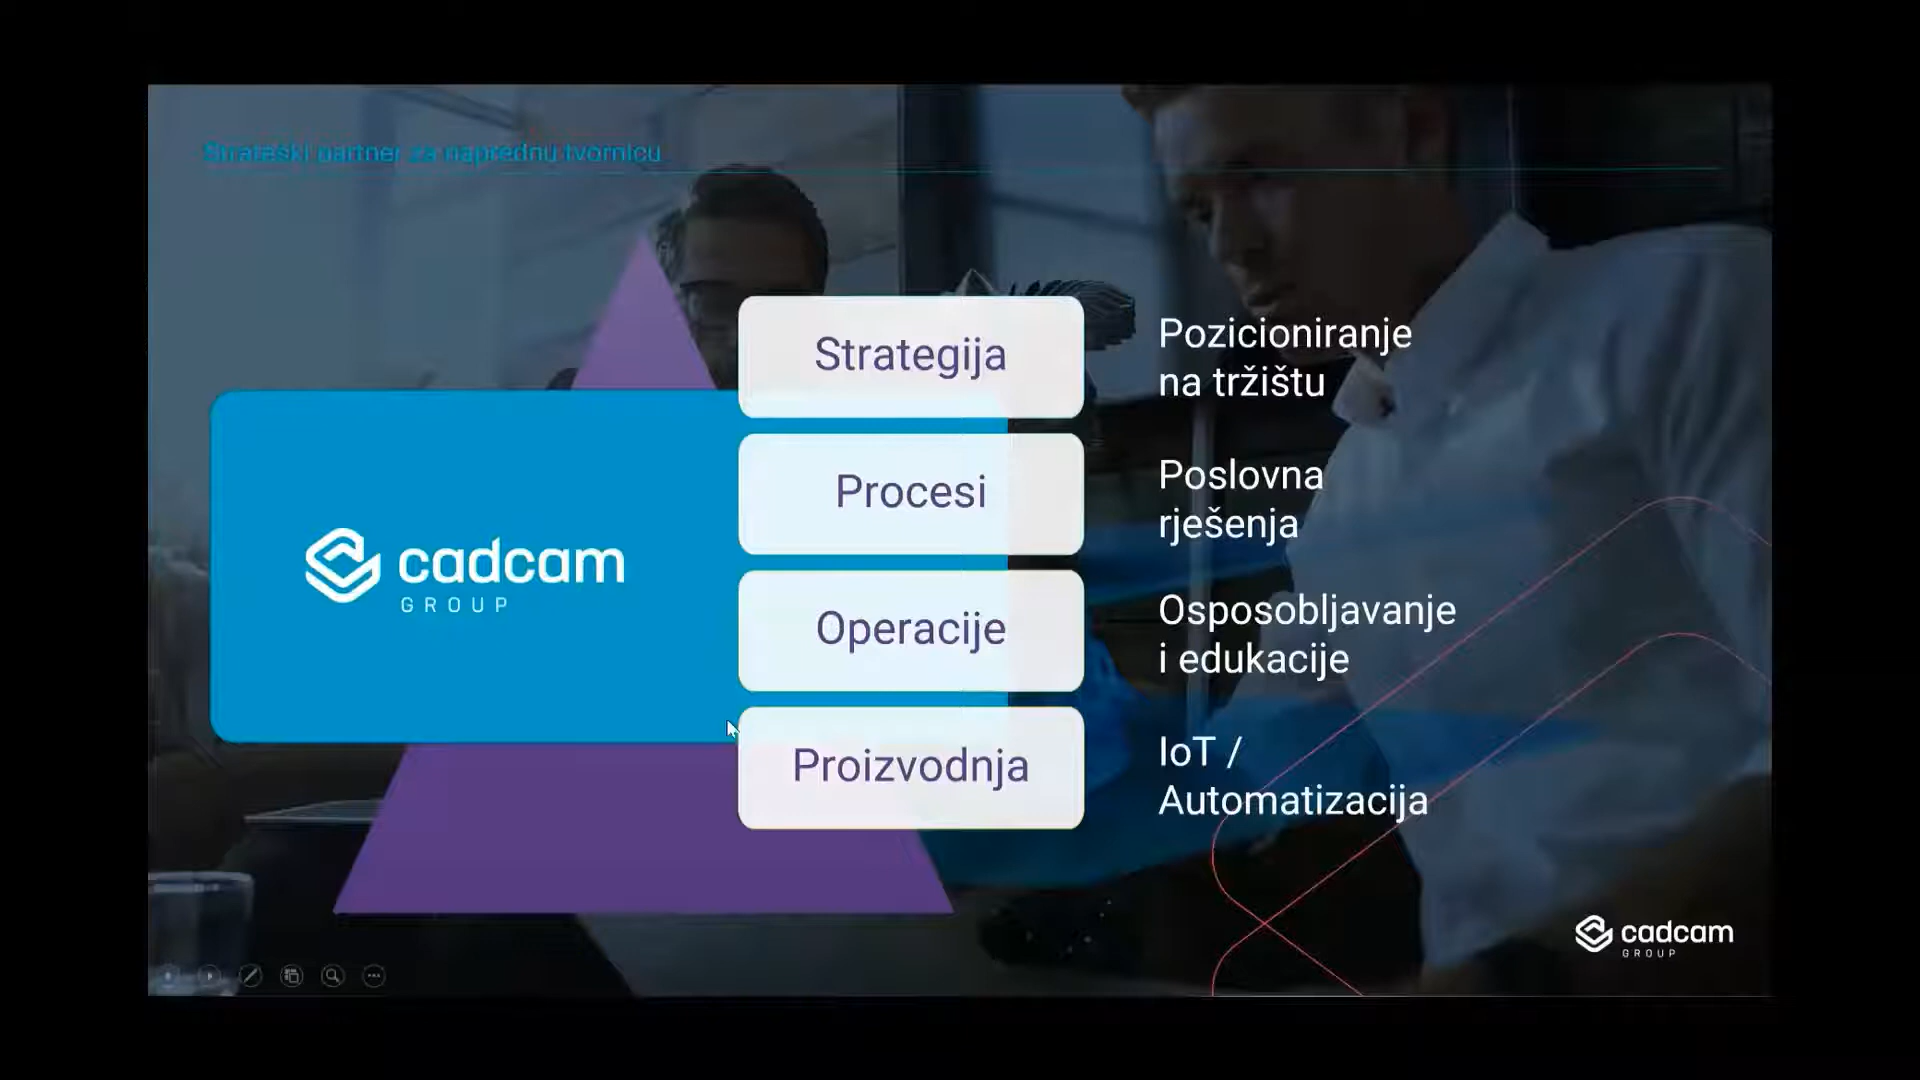 Strateški partner za naprednu tvornicu
Strategija
Pozicioniranje
na tržištu
Procesi
Poslovna
rješenja
cadcam
GROUP
Operacije
Osposobljavanje
i edukacije
Proizvodnja
IoT /
Automatizacija
cadcam
GROUP